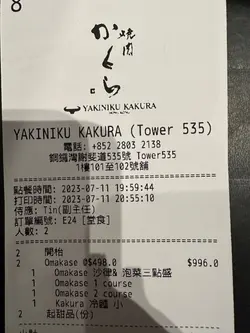 8
焼肉
かくら
YAKINIKU KAKURA
YAKINIKU KAKURA (Tower 535)
電話: +852 2803 2138
銅鑼灣謝斐道535號 Tower535
1樓101至102號舖
點餐時間: 2023-07-11 19:59:44
打印時間: 2023-07-11 20:55:10
侍應: Tin(副主任)
訂單編號: E24 [堂食]
人數: 2
2 開始
2 Omakase @$498.0 $996.0
1 Omakase 沙律& 泡菜三點盛
1 Omakase 1 course
1 Omakase 2 course
1 Kakura 冷麵 小
2 起甜品(份)